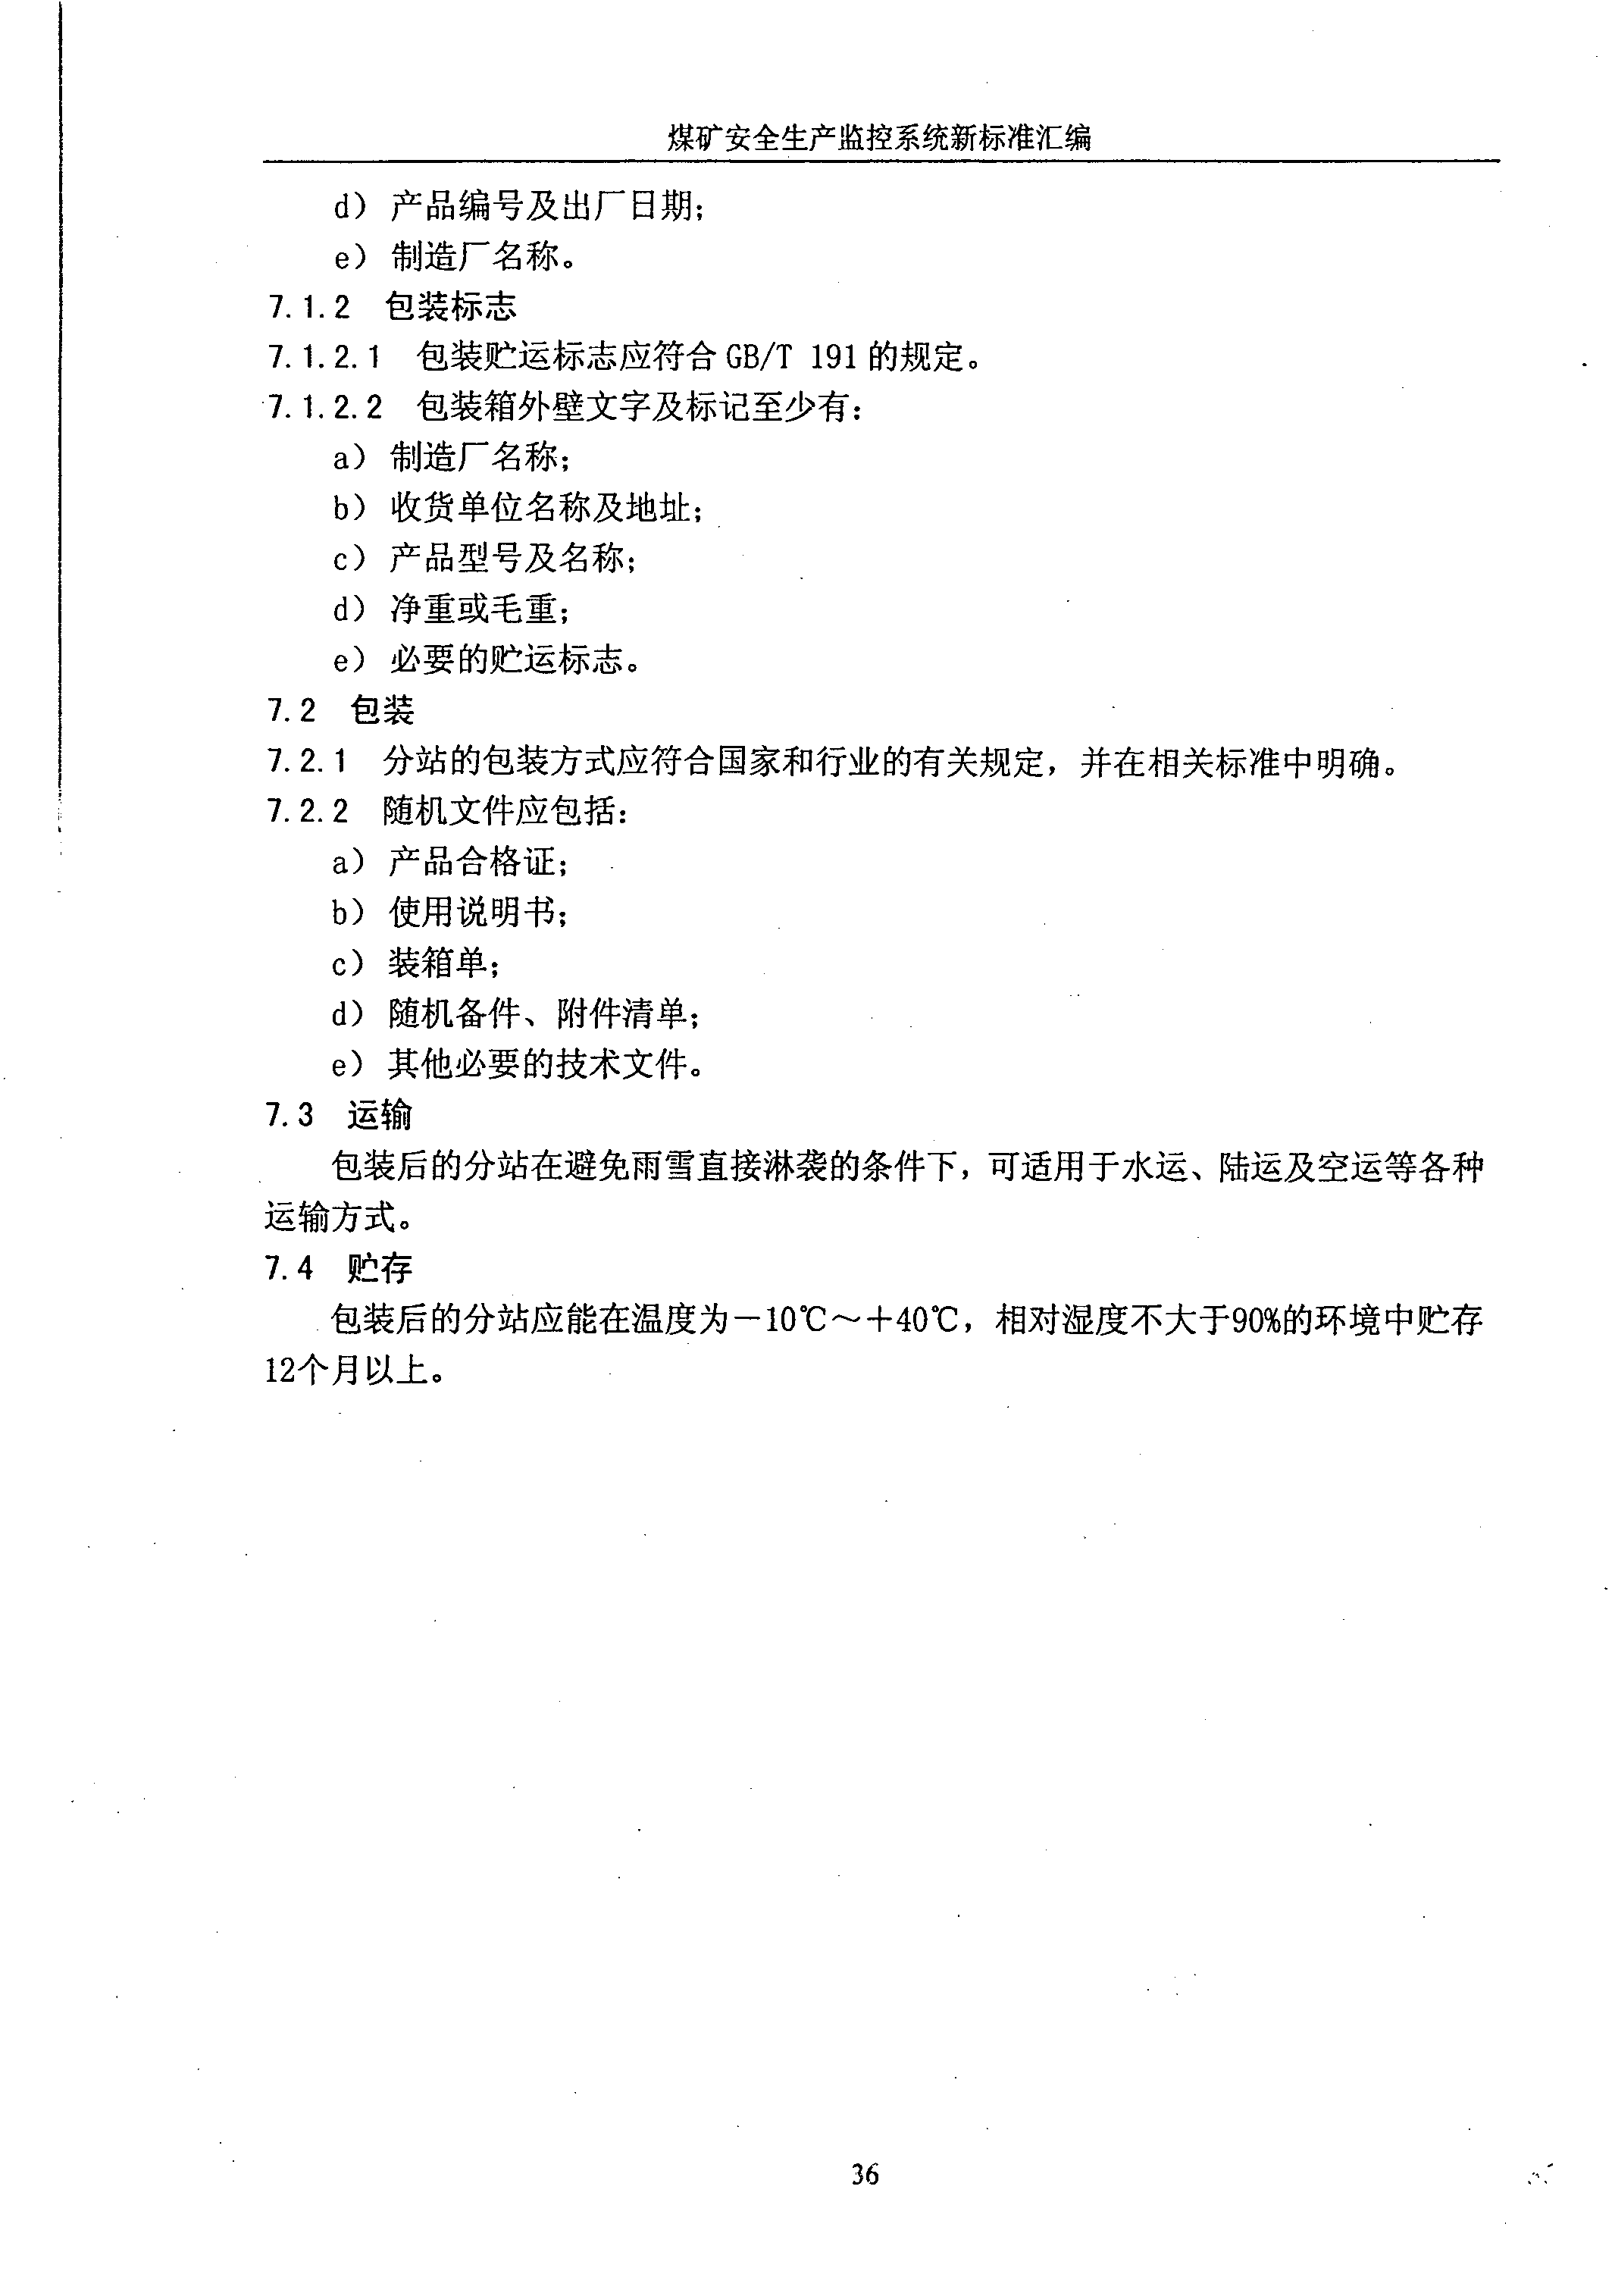 煤矿安全生产监控系统新标准汇编
d）产品编号及出厂日期；
e）制造厂名称。
7.1.2 包装标志
7.1.2.1 包装贮运标志应符合 GB/T 191 的规定。
7.1.2.2 包装箱外壁文字及标记至少有：
a）制造厂名称；
b）收货单位名称及地址；
c）产品型号及名称；
d）净重或毛重；
e）必要的贮运标志。
7.2 包装
7.2.1 分站的包装方式应符合国家和行业的有关规定，并在相关标准中明确。
7.2.2 随机文件应包括：
a）产品合格证；
b）使用说明书；
c）装箱单；
d）随机备件、附件清单；
e）其他必要的技术文件。
7.3 运输
包装后的分站在避免雨雪直接淋袭的条件下，可适用于水运、陆运及空运等各种
运输方式。
7.4 贮存
包装后的分站应能在温度为－10℃～＋40℃，相对湿度不大于90%的环境中贮存
12个月以上。
36